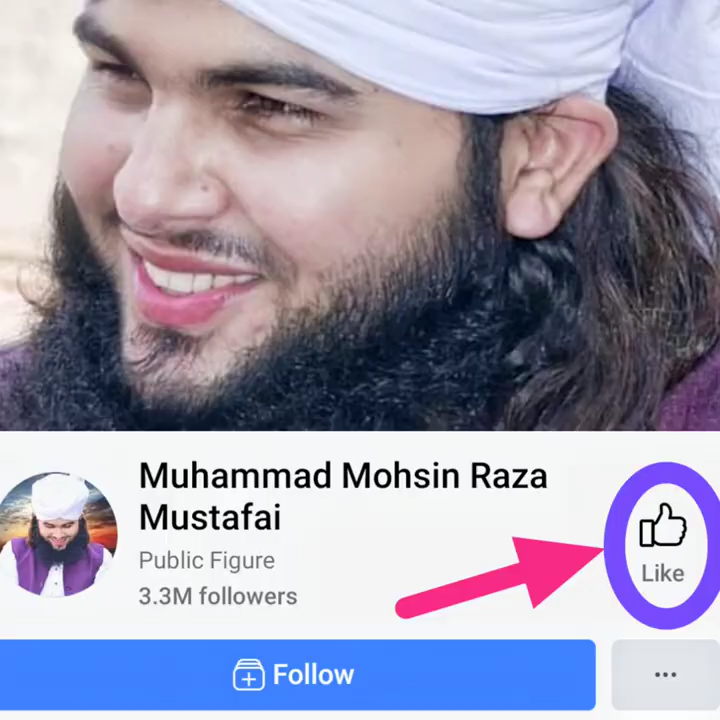 Muhammad Mohsin Raza
Mustafai
Public Figure
3.3M followers
Like
Follow